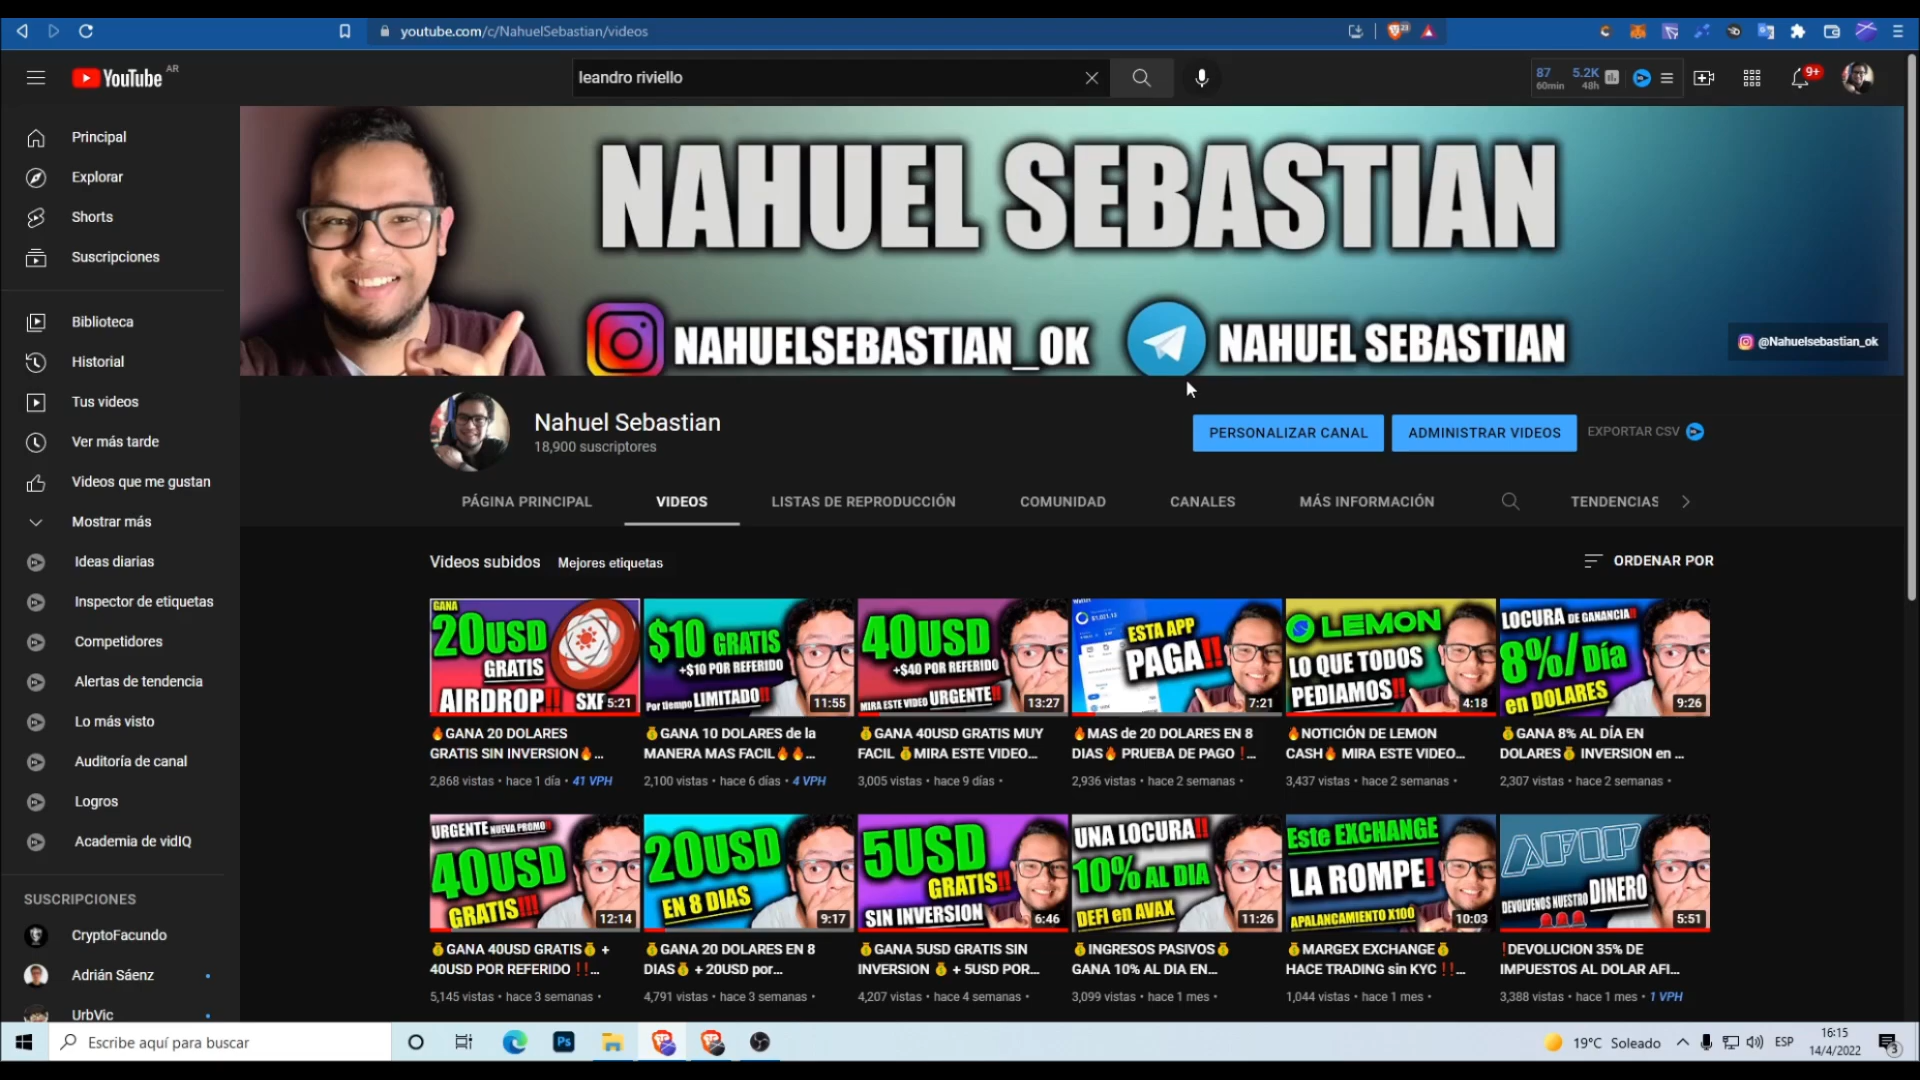 youtube.com/c/NahuelSebastian/videos
23
YouTube AR
leandro riviello
87
60min
5.2K
48h
9+
Principal
Explorar
Shorts
Suscripciones
Biblioteca
Historial
Tus videos
Ver más tarde
Videos que me gustan
Mostrar más
Ideas diarias
Inspector de etiquetas
Competidores
Alertas de tendencia
Lo más visto
Auditoría de canal
Logros
Academia de vidIQ
SUSCRIPCIONES
CryptoFacundo
Adrián Sáenz
UrbVic
NAHUEL SEBASTIAN
NAHUELSEBASTIAN_OK
NAHUEL SEBASTIAN
@Nahuelsebastian_ok
Nahuel Sebastian
18,900 suscriptores
PERSONALIZAR CANAL
ADMINISTRAR VIDEOS
EXPORTAR CSV
PÁGINA PRINCIPAL
VIDEOS
LISTAS DE REPRODUCCIÓN
COMUNIDAD
CANALES
MÁS INFORMACIÓN
TENDENCIAS
Videos subidos
Mejores etiquetas
ORDENAR POR
GANA
20USD
GRATIS
AIRDROP!! SXP
5:21
🔥GANA 20 DOLARES
GRATIS SIN INVERSION🔥...
2,868 vistas • hace 1 día • 41 VPH
$10 GRATIS
+$10 POR REFERIDO
Por tiempo LIMITADO!!
11:55
💰GANA 10 DOLARES de la
MANERA MAS FACIL🔥🔥...
2,100 vistas • hace 6 días • 4 VPH
40USD
+$40 POR REFERIDO
MIRA ESTE VIDEO URGENTE!!
13:27
💰GANA 40USD GRATIS MUY
FACIL 💰MIRA ESTE VIDEO...
3,005 vistas • hace 9 días •
ESTA APP
PAGA!!
7:21
🔥MAS de 20 DOLARES EN 8
DIAS🔥 PRUEBA DE PAGO ❗...
2,936 vistas • hace 2 semanas •
LEMON
LO QUE TODOS
PEDIAMOS!!
4:18
🔥NOTICIÓN DE LEMON
CASH🔥 MIRA ESTE VIDEO...
3,437 vistas • hace 2 semanas •
LOCURA DE GANANCIA!!
8%/Día
en DOLARES
9:26
💰GANA 8% AL DÍA EN
DOLARES💰 INVERSION en ...
2,307 vistas • hace 2 semanas •
URGENTE NUEVA PROMO!!
40USD
GRATIS!!!
12:14
💰GANA 40USD GRATIS💰 +
40USD POR REFERIDO ❗❗...
5,145 vistas • hace 3 semanas •
20USD
EN 8 DIAS
9:17
💰GANA 20 DOLARES EN 8
DIAS💰 + 20USD por...
4,791 vistas • hace 3 semanas •
5USD
GRATIS!!
SIN INVERSION
6:46
💰GANA 5USD GRATIS SIN
INVERSION 💰 + 5USD POR...
4,207 vistas • hace 4 semanas •
UNA LOCURA!!
10% AL DIA
DEFI en AVAX
11:26
💰INGRESOS PASIVOS💰
GANA 10% AL DIA EN...
3,099 vistas • hace 1 mes •
Este EXCHANGE
LA ROMPE!
APALANCAMIENTO X100
10:03
💰MARGEX EXCHANGE💰
HACE TRADING sin KYC ❗❗...
1,044 vistas • hace 1 mes •
AFIP
DEVOLVENOS NUESTRO DINERO
5:51
❗DEVOLUCION 35% DE
IMPUESTOS AL DOLAR AFI...
3,388 vistas • hace 1 mes • 1 VPH
Escribe aquí para buscar
Ps
19°C Soleado
ESP
16:15
14/4/2022
3